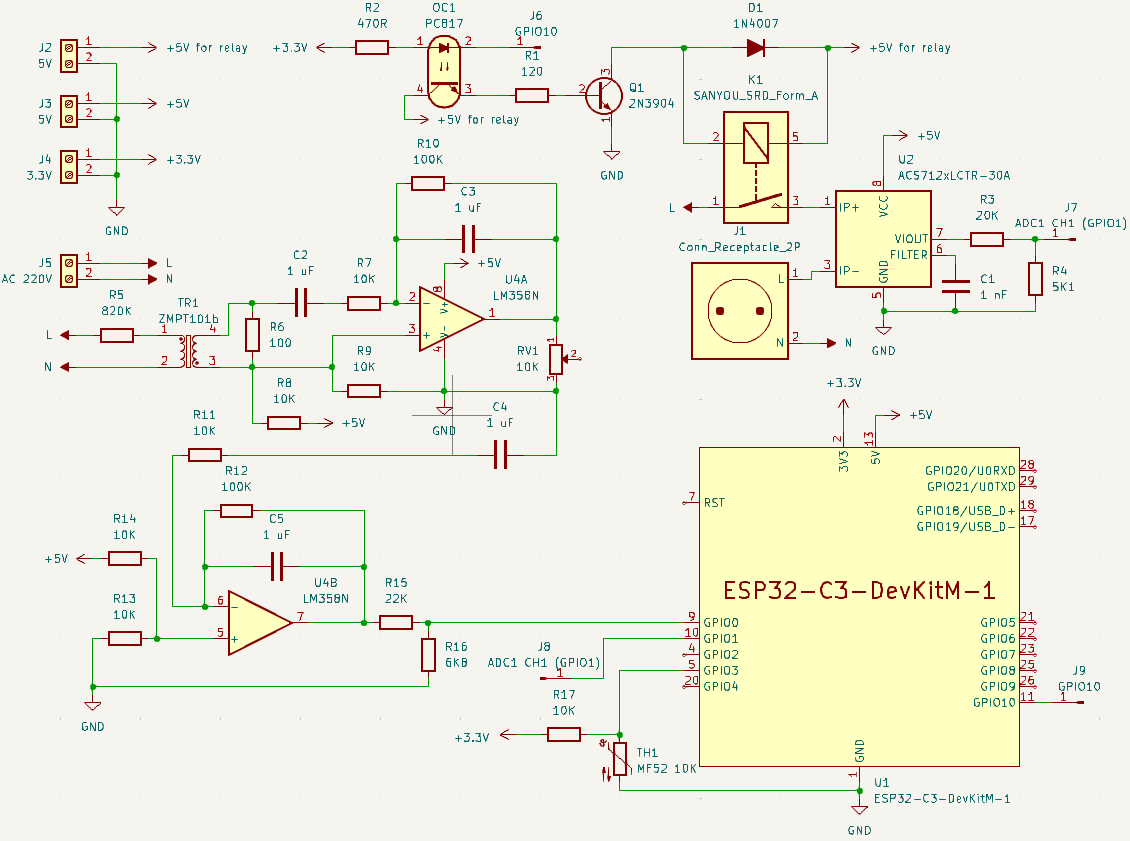 J2
5V
1
2
+5V for relay
J3
5V
1
2
+5V
J4
3.3V
1
2
+3.3V
GND
R2
470R
+3.3V
OC1
PC817
1
2
4
3
+5V for relay
J6
GPIO10
1
R1
120
Q1
2N3904
2
3
1
GND
D1
1N4007
+5V for relay
K1
SANYOU_SRD_Form_A
2
5
1
3
L
J1
Conn_Receptacle_2P
L
1
N
2
N
U2
ACS712xLCTR-30A
+5V
8
VCC
1
IP+
3
IP-
VIOUT
7
FILTER
6
GND
5
GND
R3
20K
J7
ADC1 CH1 (GPIO1)
1
R4
5K1
C1
1 nF
J5
AC 220V
1
2
L
N
R5
820K
L
N
TR1
ZMPT101b
1
2
4
3
R6
100
C2
1 uF
R7
10K
R8
10K
+5V
R9
10K
R10
100K
C3
1 uF
+5V
U4A
LM358N
2
3
1
8
V+
4
V-
−
+
GND
RV1
10K
1
2
3
C4
1 uF
R11
10K
R12
100K
C5
1 uF
R14
10K
+5V
R13
10K
GND
U4B
LM358N
6
5
7
−
+
R15
22K
R16
6K8
J8
ADC1 CH1 (GPIO1)
1
R17
10K
+3.3V
TH1
MF52 10K
+3.3V
+5V
2
3V3
13
5V
7
RST
GPIO20/U0RXD
28
GPIO21/U0TXD
29
GPIO18/USB_D+
18
GPIO19/USB_D-
17
ESP32-C3-DevKitM-1
9
GPIO0
10
GPIO1
4
GPIO2
5
GPIO3
20
GPIO4
GPIO5
21
GPIO6
22
GPIO7
23
GPIO8
25
GPIO9
26
GPIO10
11
J9
GPIO10
1
GND
1
U1
ESP32-C3-DevKitM-1
GND